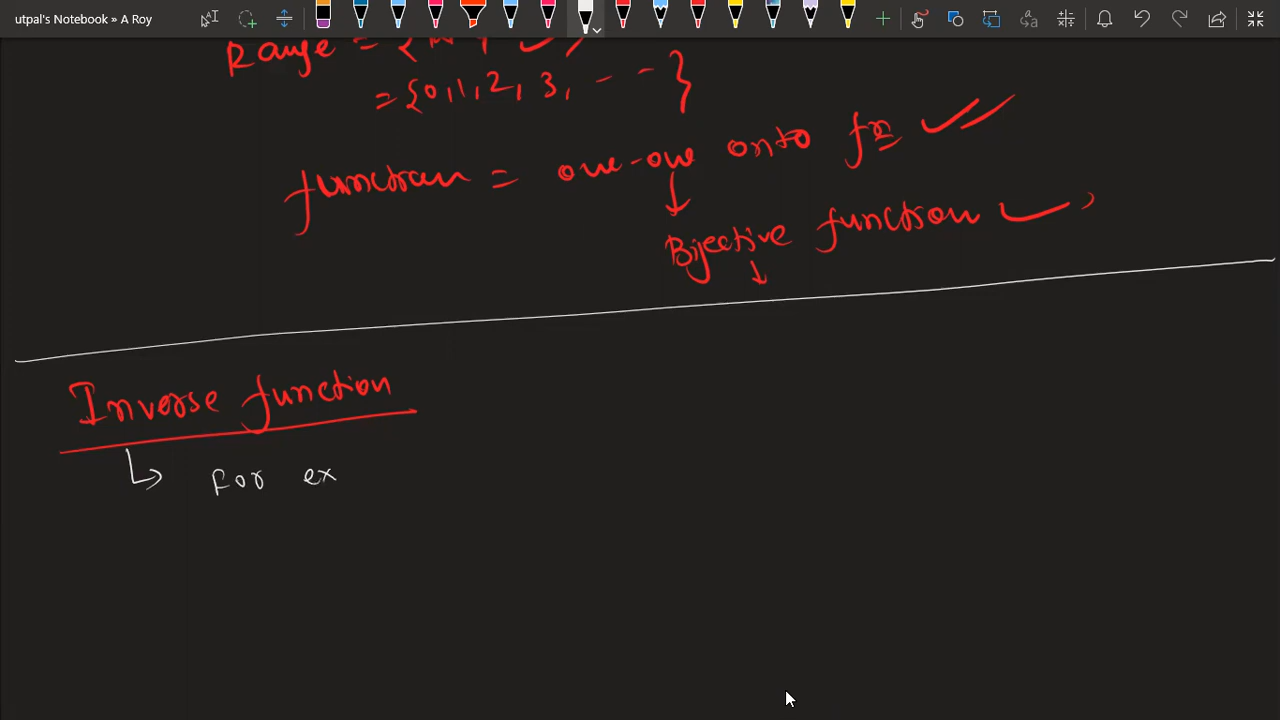 utpal's Notebook » A Roy
Range = {
= {0, 1, 2, 3, - - }
function = one-one onto fn
Bijective function
Inverse function
For ex